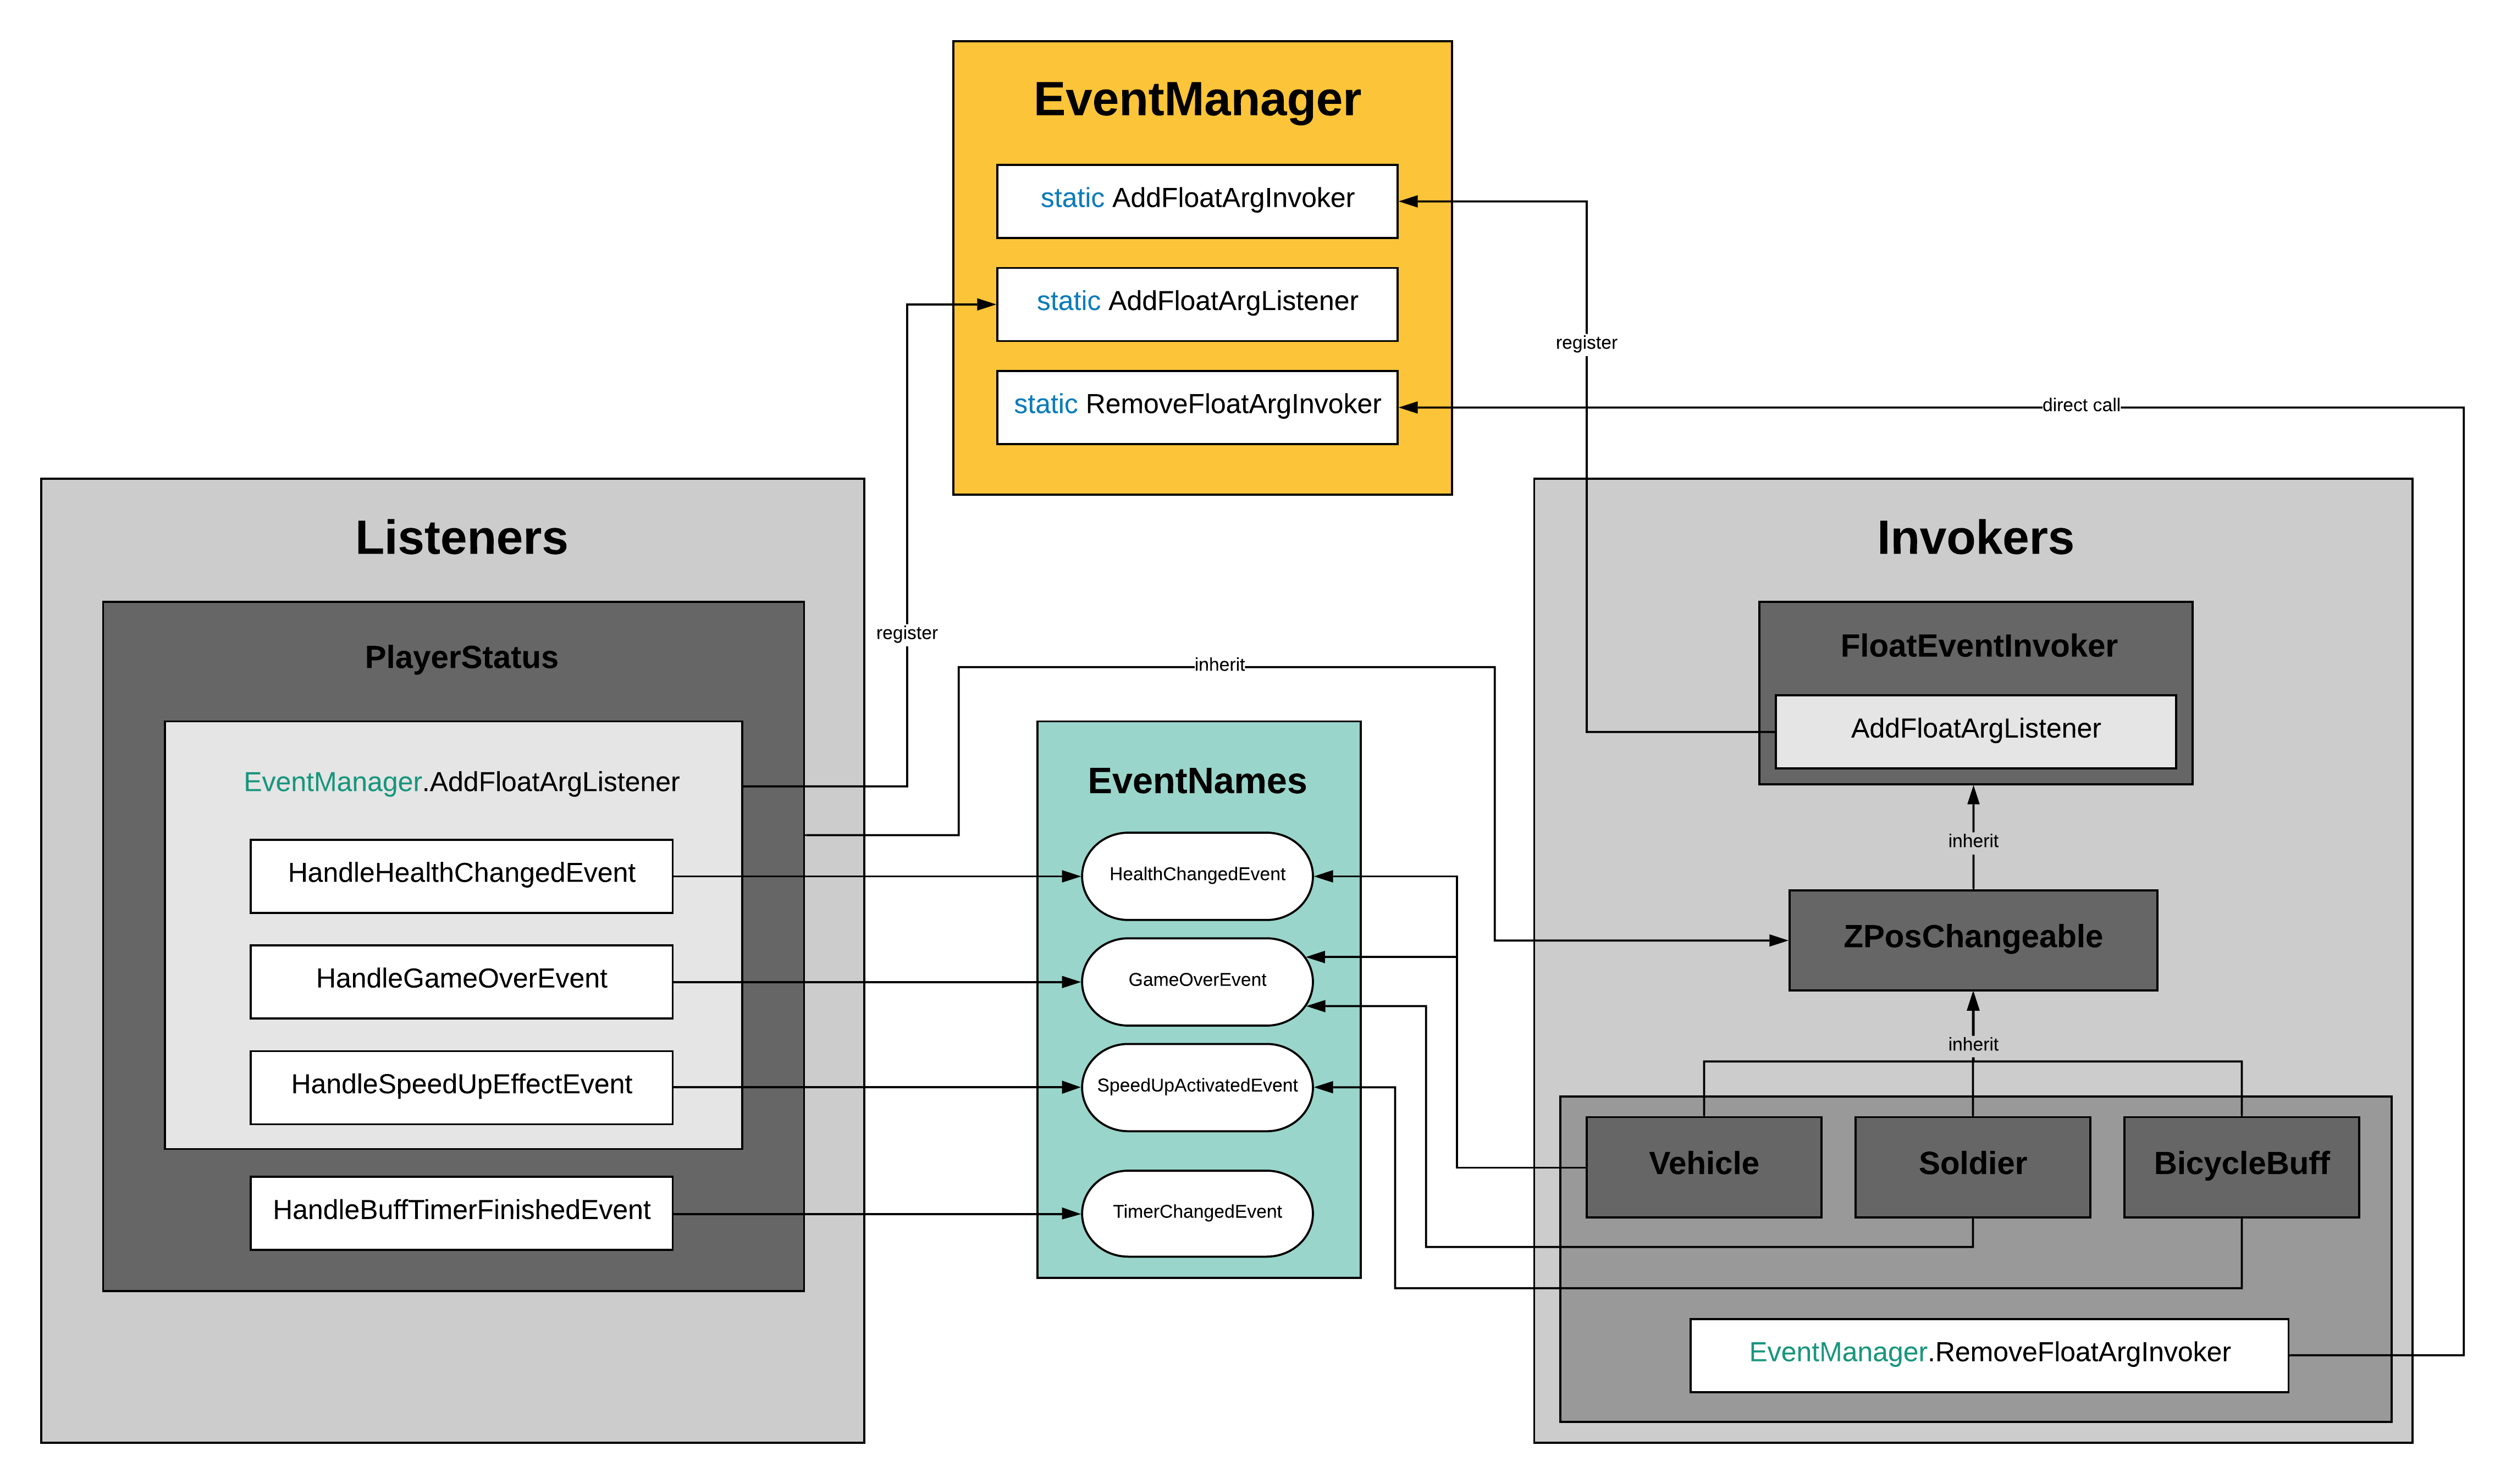 EventManager
static AddFloatArgInvoker
static AddFloatArgListener
static RemoveFloatArgInvoker
register
direct call
Listeners
PlayerStatus
EventManager.AddFloatArgListener
HandleHealthChangedEvent
HandleGameOverEvent
HandleSpeedUpEffectEvent
HandleBuffTimerFinishedEvent
register
inherit
EventNames
HealthChangedEvent
GameOverEvent
SpeedUpActivatedEvent
TimerChangedEvent
Invokers
FloatEventInvoker
AddFloatArgListener
inherit
ZPosChangeable
inherit
Vehicle
Soldier
BicycleBuff
EventManager.RemoveFloatArgInvoker